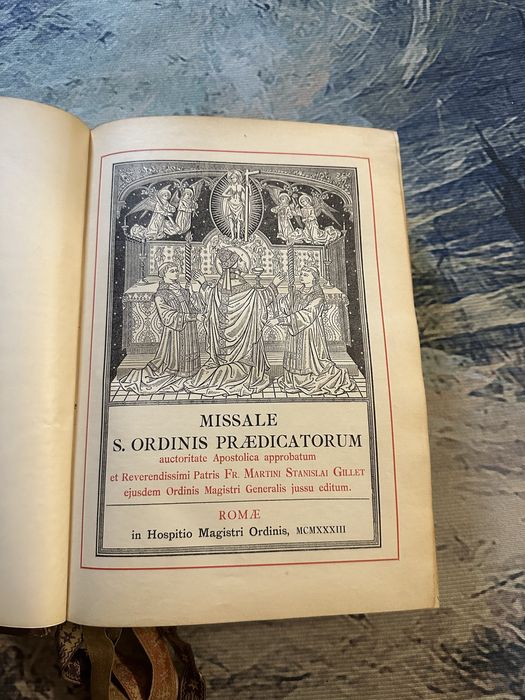 MISSALE
S. ORDINIS PRÆDICATORUM
auctoritate Apostolica approbatum
et Reverendissimi Patris Fr. Martini Stanislai Gillet
ejusdem Ordinis Magistri Generalis jussu editum.
ROMÆ
in Hospitio Magistri Ordinis, MCMXXXIII